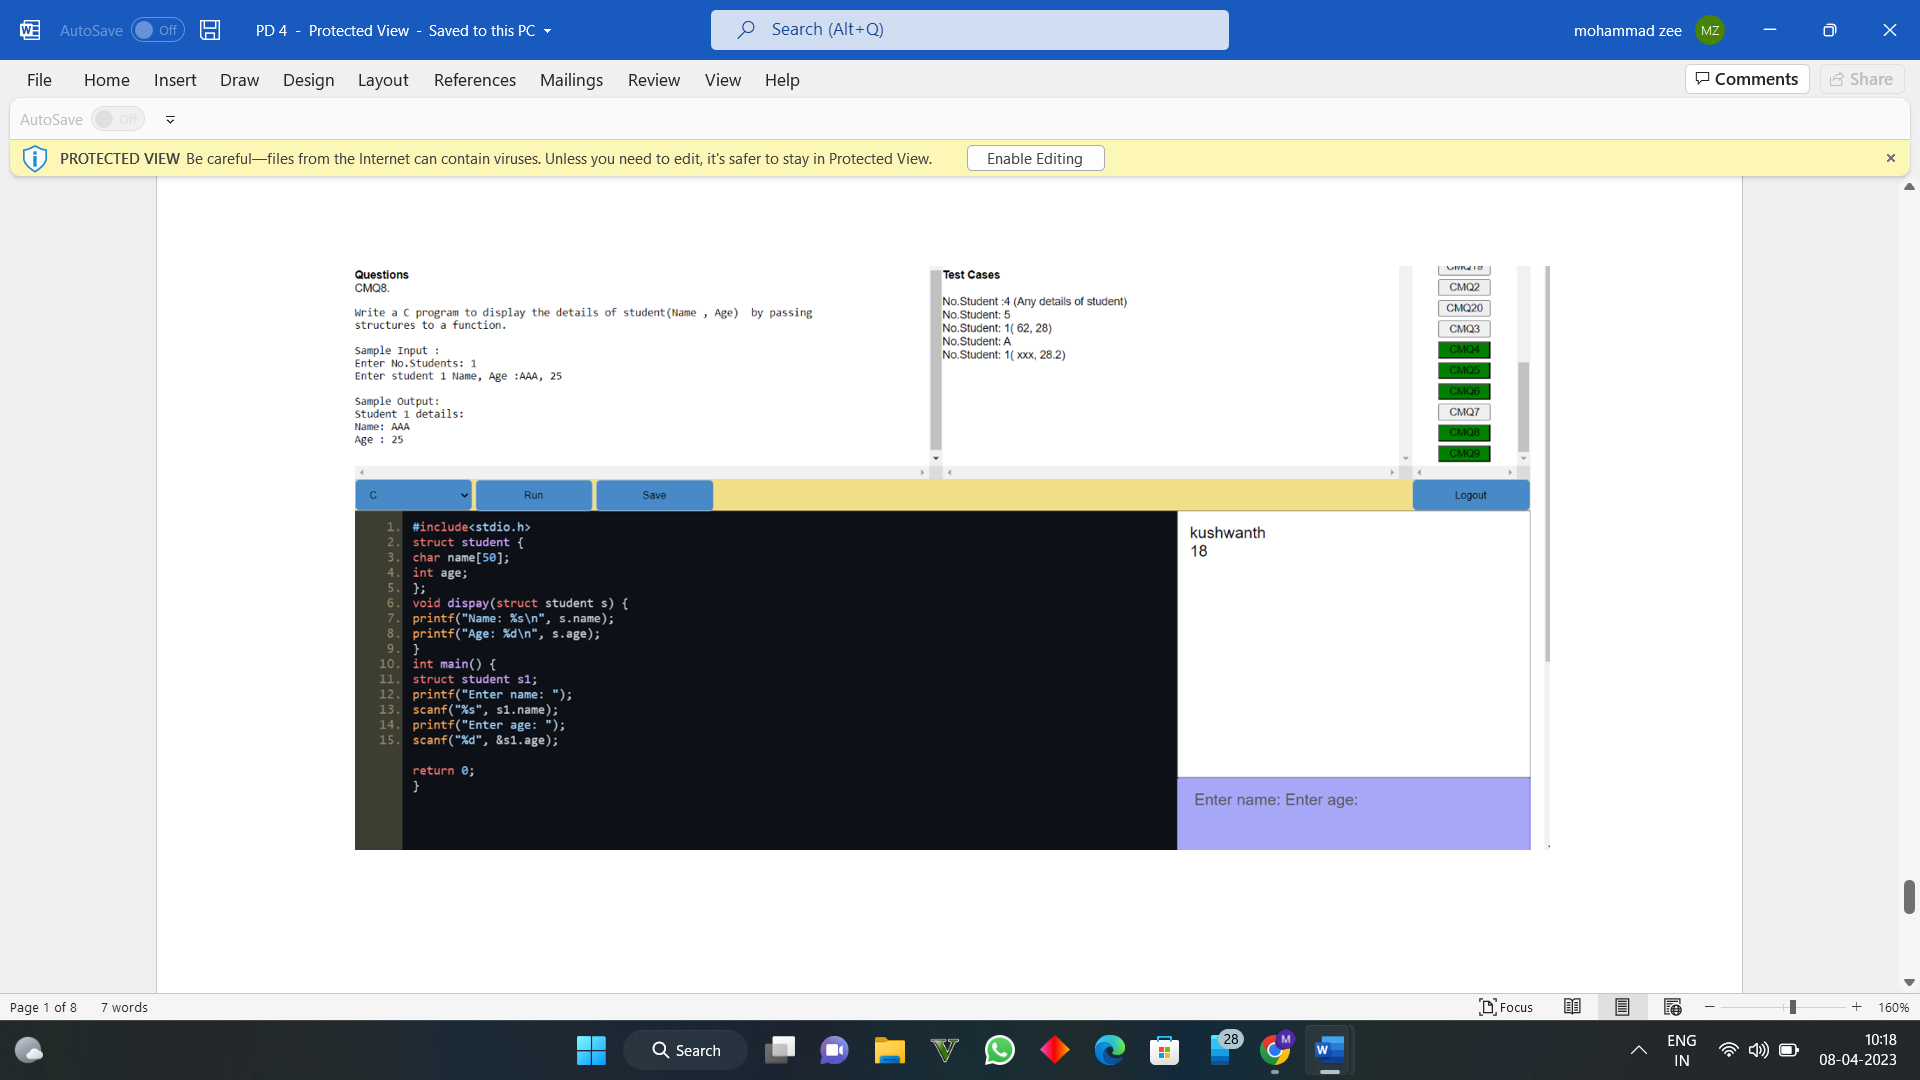 AutoSave Off PD 4 - Protected View - Saved to this PC Search (Alt+Q) mohammad zee MZ
File Home Insert Draw Design Layout References Mailings Review View Help Comments Share
AutoSave Off
PROTECTED VIEW Be careful—files from the Internet can contain viruses. Unless you need to edit, it's safer to stay in Protected View. Enable Editing
Questions
CMQ8.
Write a C program to display the details of student(Name , Age) by passing
structures to a function.
Sample Input :
Enter No.Students: 1
Enter student 1 Name, Age :AAA, 25
Sample Output:
Student 1 details:
Name: AAA
Age : 25
Test Cases
No.Student :4 (Any details of student)
No.Student: 5
No.Student: 1( 62, 28)
No.Student: A
No.Student: 1( xxx, 28.2)
CMQ19
CMQ2
CMQ20
CMQ3
CMQ4
CMQ5
CMQ6
CMQ7
CMQ8
CMQ9
C Run Save Logout
1. #include<stdio.h>
2. struct student {
3. char name[50];
4. int age;
5. };
6. void dispay(struct student s) {
7. printf("Name: %s\n", s.name);
8. printf("Age: %d\n", s.age);
9. }
10. int main() {
11. struct student s1;
12. printf("Enter name: ");
13. scanf("%s", s1.name);
14. printf("Enter age: ");
15. scanf("%d", &s1.age);
return 0;
}
kushwanth
18
Enter name: Enter age:
Page 1 of 8 7 words Focus 160%
Search 28 M ENG 10:18
IN 08-04-2023